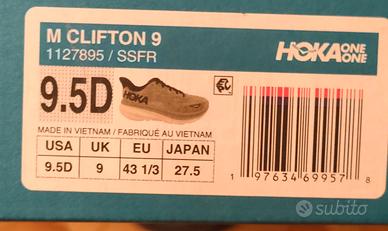 M CLIFTON 9
1127895 / SSFR
HOKA ONE ONE
9.5D
HOKA
MADE IN VIETNAM / FABRIQUÉ AU VIETNAM
USA UK EU JAPAN
9.5D 9 43 1/3 27.5
1 97634 69957 8
subito